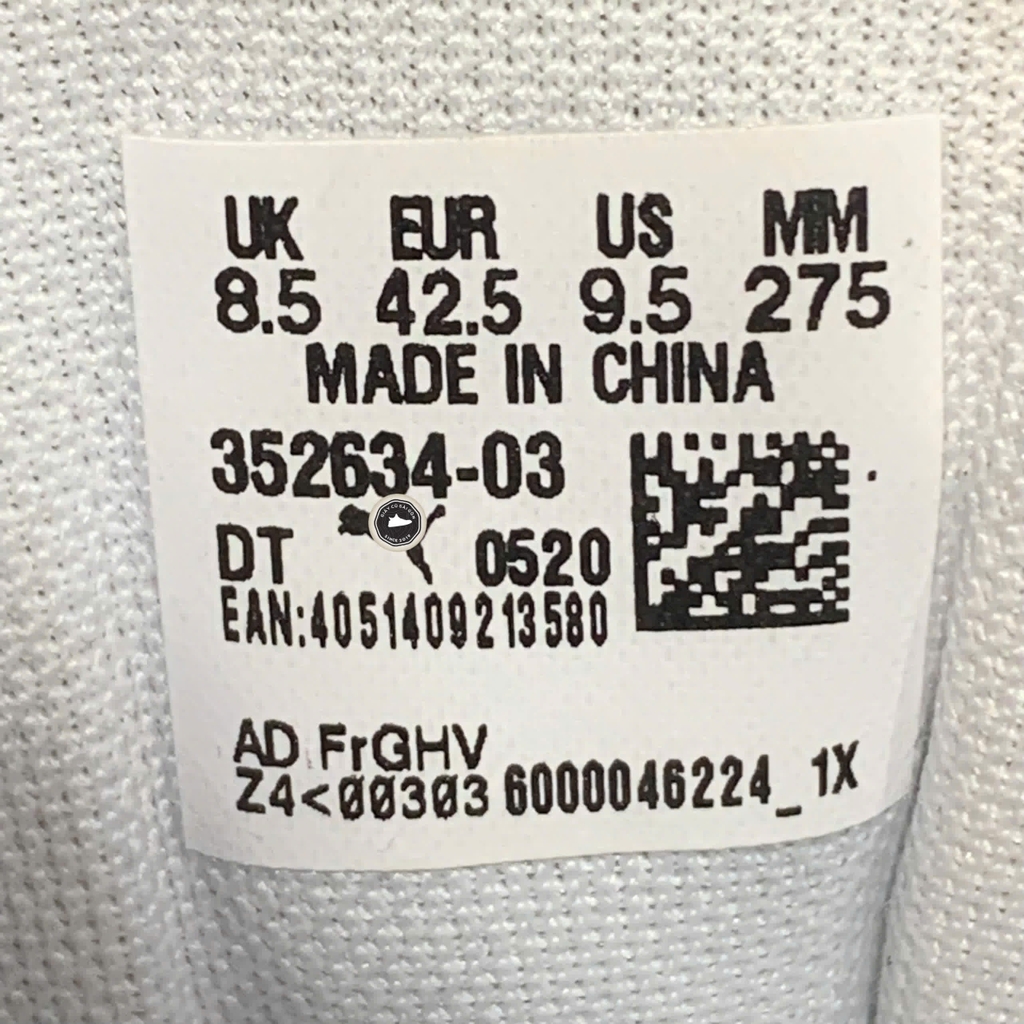 UK EUR US MM
8.5 42.5 9.5 275
MADE IN CHINA
352634-03
DT 0520
EAN:4051409213580
AD FrGHV
Z4<00303 6000046224_1X